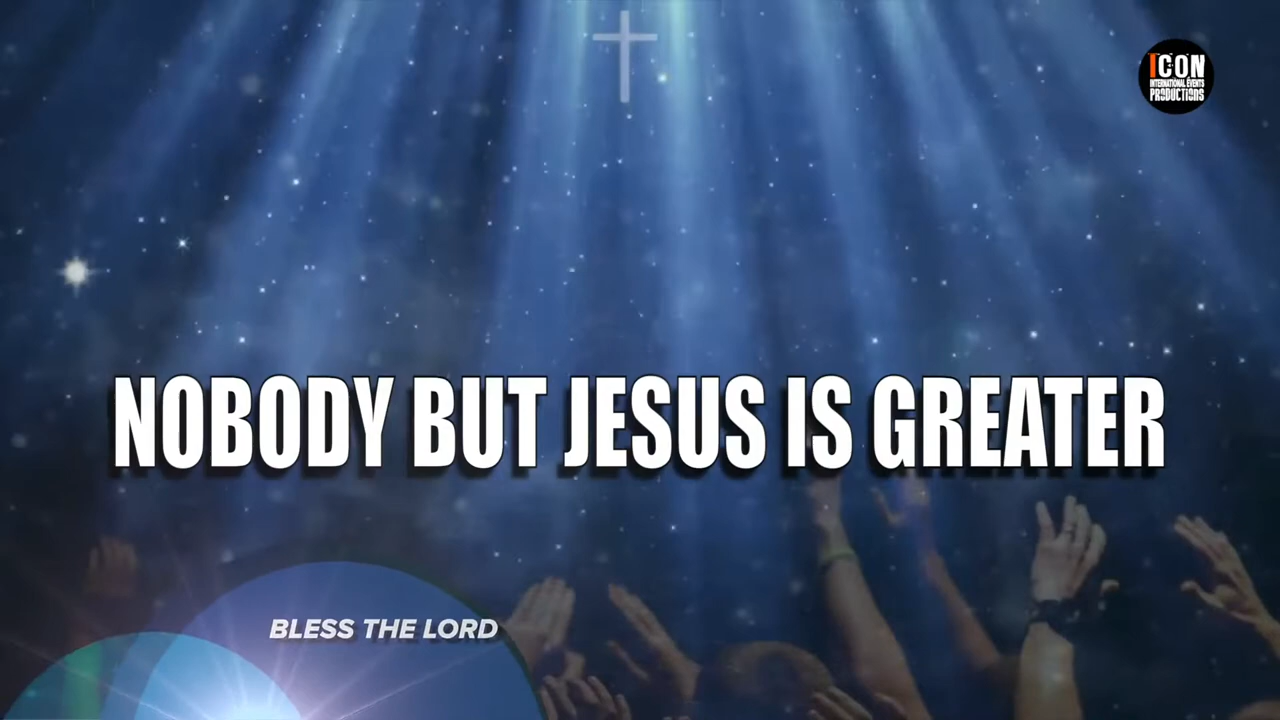 ICON
INTERNATIONAL EVENTS
PRODUCTIONS
NOBODY BUT JESUS IS GREATER
BLESS THE LORD